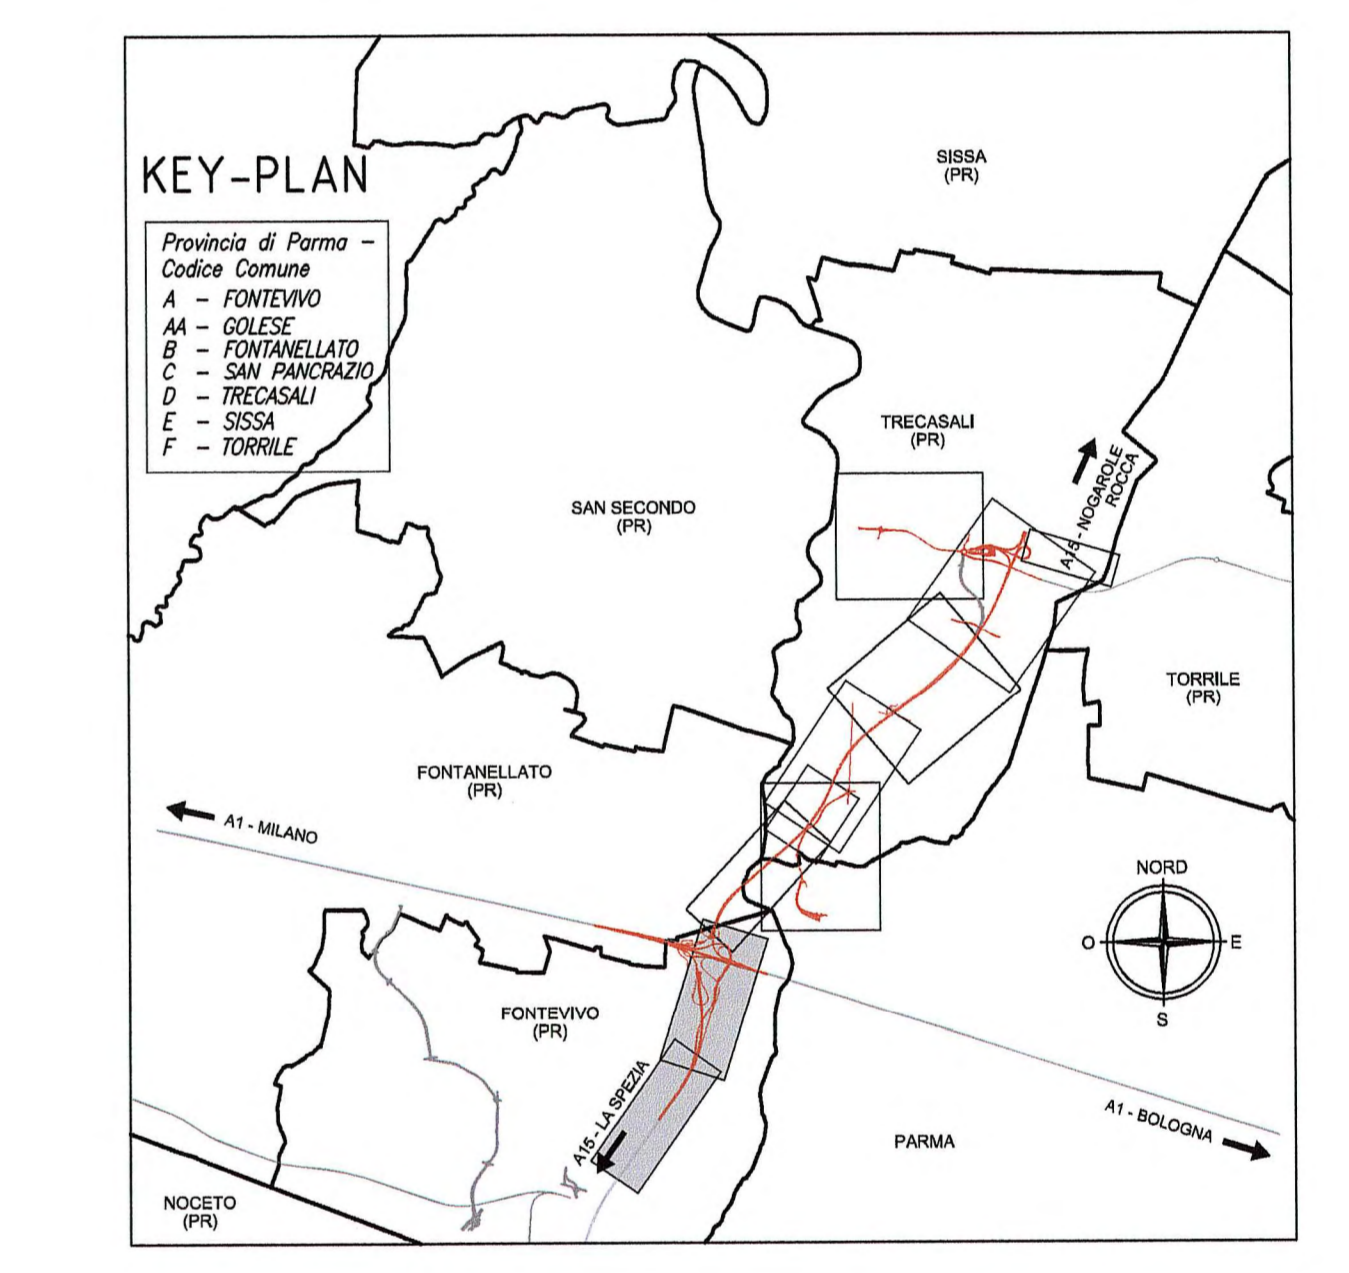 KEY-PLAN
Provincia di Parma -
Codice Comune
A - FONTEVIVO
AA - GOLESE
B - FONTANELLATO
C - SAN PANCRAZIO
D - TRECASALI
E - SISSA
F - TORRILE
SISSA
(PR)
TRECASALI
(PR)
A15 - NOGAROLE
ROCCA
SAN SECONDO
(PR)
TORRILE
(PR)
FONTANELLATO
(PR)
A1 - MILANO
NORD
O
E
S
FONTEVIVO
(PR)
A15 - LA SPEZIA
A1 - BOLOGNA
PARMA
NOCETO
(PR)